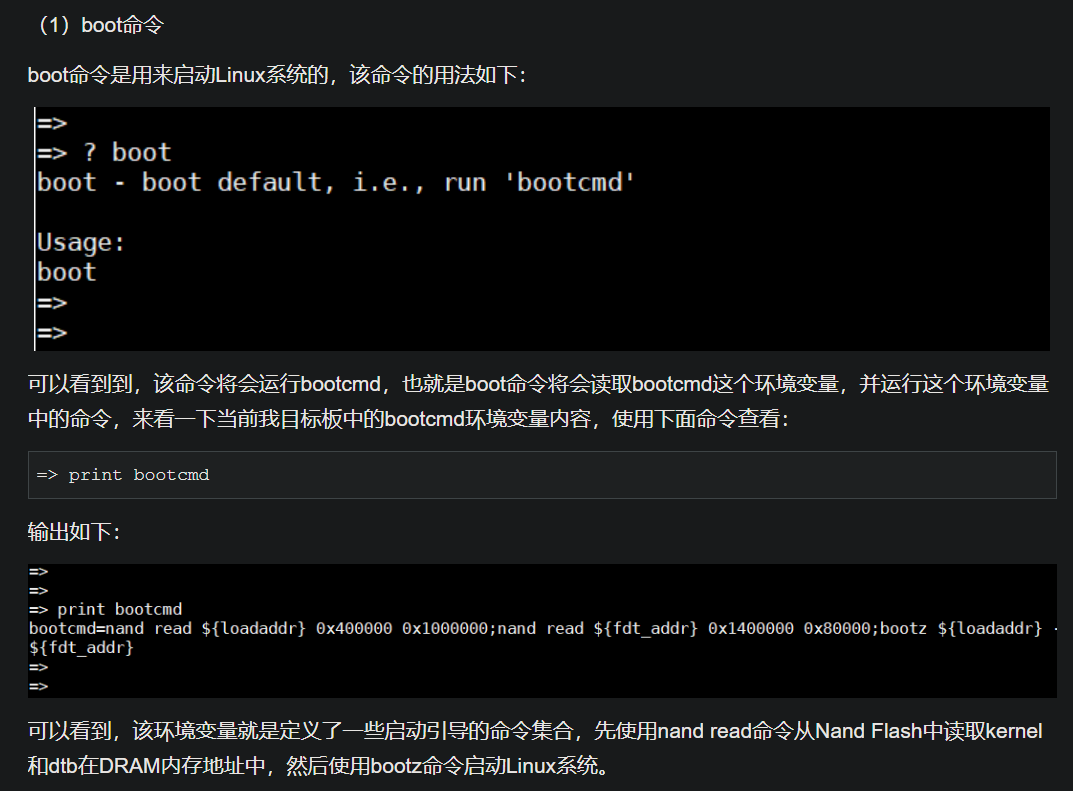 （1）boot命令
boot命令是用来启动Linux系统的，该命令的用法如下：
=>
=> ? boot
boot - boot default, i.e., run 'bootcmd'
Usage:
boot
=>
=>
可以看到到，该命令将会运行bootcmd，也就是boot命令将会读取bootcmd这个环境变量，并运行这个环境变量
中的命令，来看一下当前我目标板中的bootcmd环境变量内容，使用下面命令查看：
=> print bootcmd
输出如下：
=>
=>
=> print bootcmd
bootcmd=nand read ${loadaddr} 0x400000 0x1000000;nand read ${fdt_addr} 0x1400000 0x80000;bootz ${loadaddr} -
${fdt_addr}
=>
=>
可以看到，该环境变量就是定义了一些启动引导的命令集合，先使用nand read命令从Nand Flash中读取kernel
和dtb在DRAM内存地址中，然后使用bootz命令启动Linux系统。